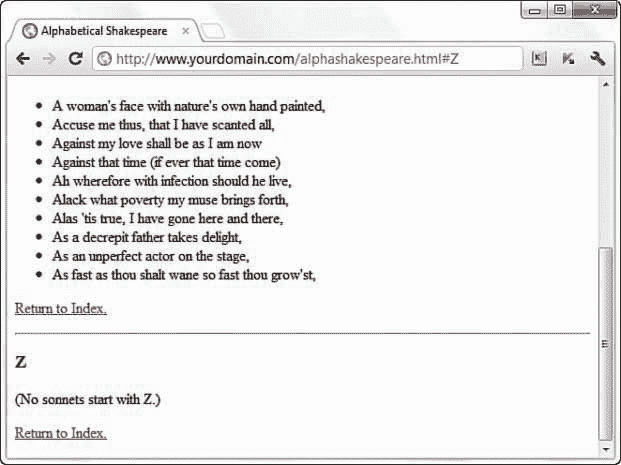 Alphabetical Shakespeare
http://www.yourdomain.com/alphashakespeare.html#Z
A woman's face with nature's own hand painted,
Accuse me thus, that I have scanted all,
Against my love shall be as I am now
Against that time (if ever that time come)
Ah wherefore with infection should he live,
Alack what poverty my muse brings forth,
Alas 'tis true, I have gone here and there,
As a decrepit father takes delight,
As an unperfect actor on the stage,
As fast as thou shalt wane so fast thou grow'st,
Return to Index.
Z
(No sonnets start with Z.)
Return to Index.